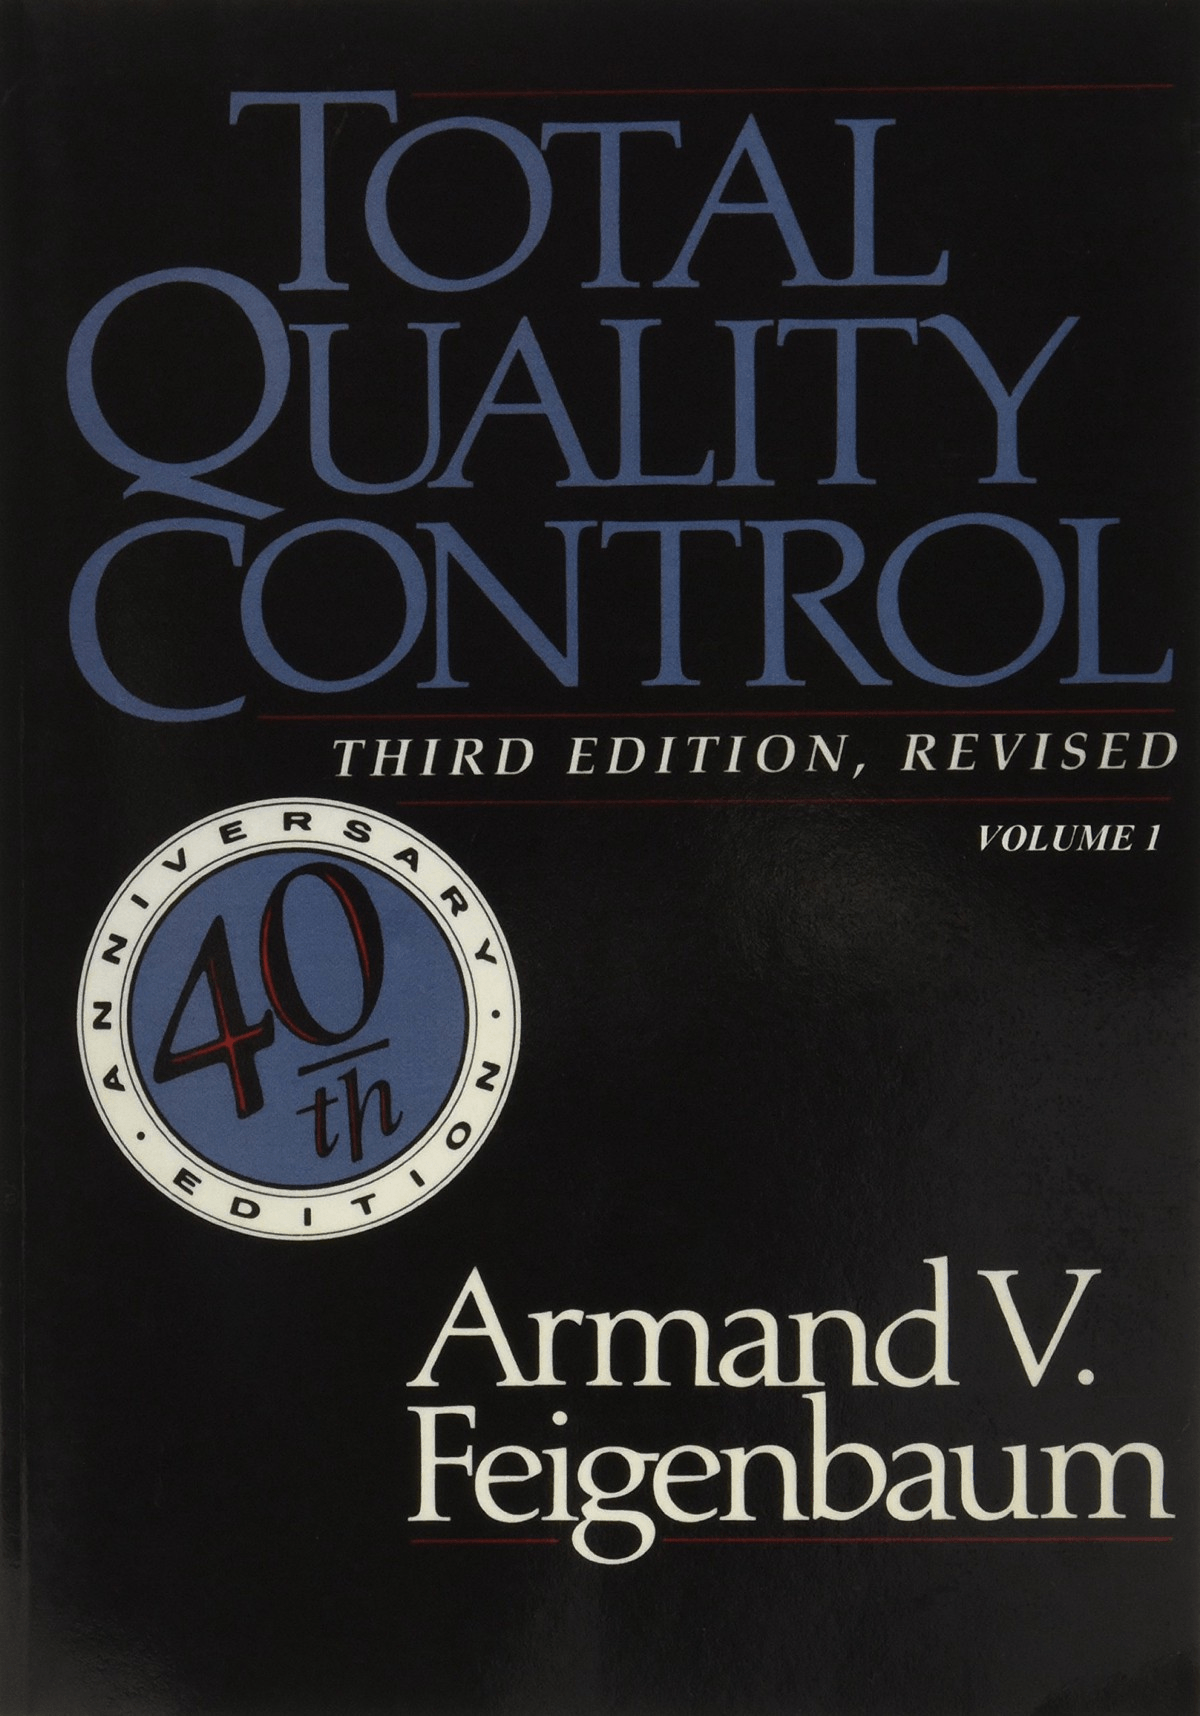 TOTAL
QUALITY
CONTROL
THIRD EDITION, REVISED
VOLUME 1
ANNIVERSARY · EDITION ·
40th
Armand V.
Feigenbaum